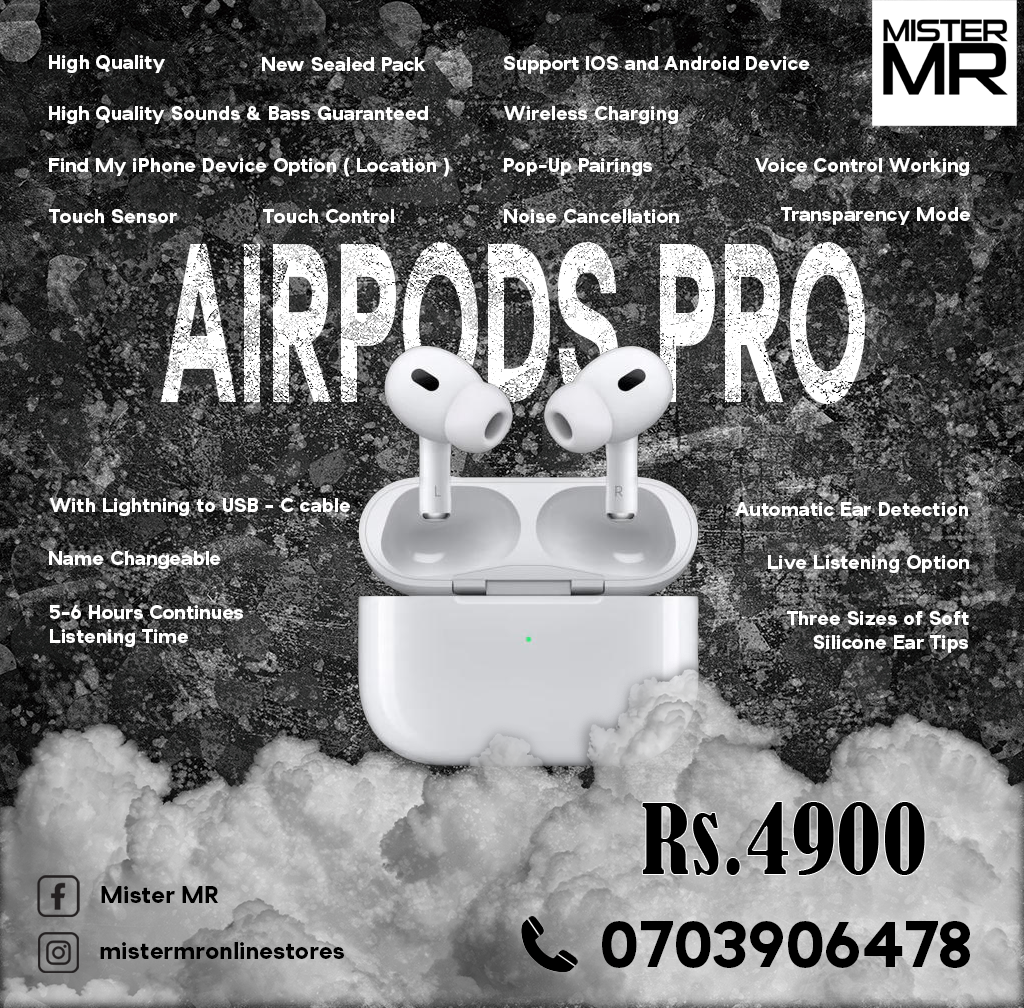 MISTER
MR
High Quality
New Sealed Pack
Support IOS and Android Device
High Quality Sounds & Bass Guaranteed
Wireless Charging
Find My iPhone Device Option ( Location )
Pop-Up Pairings
Voice Control Working
Touch Sensor
Touch Control
Noise Cancellation
Transparency Mode
AIRPODS PRO
L
R
With Lightning to USB - C cable
Automatic Ear Detection
Name Changeable
Live Listening Option
5-6 Hours Continues
Listening Time
Three Sizes of Soft
Silicone Ear Tips
Rs.4900
Mister MR
mistermronlinestores
0703906478